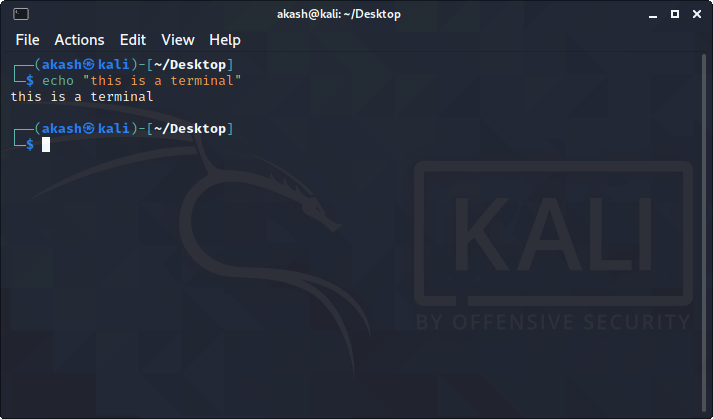 akash@kali: ~/Desktop
File Actions Edit View Help
┌──(akash㉿kali)-[~/Desktop]
└─$ echo "this is a terminal"
this is a terminal
┌──(akash㉿kali)-[~/Desktop]
└─$
KALI
BY OFFENSIVE SECURITY